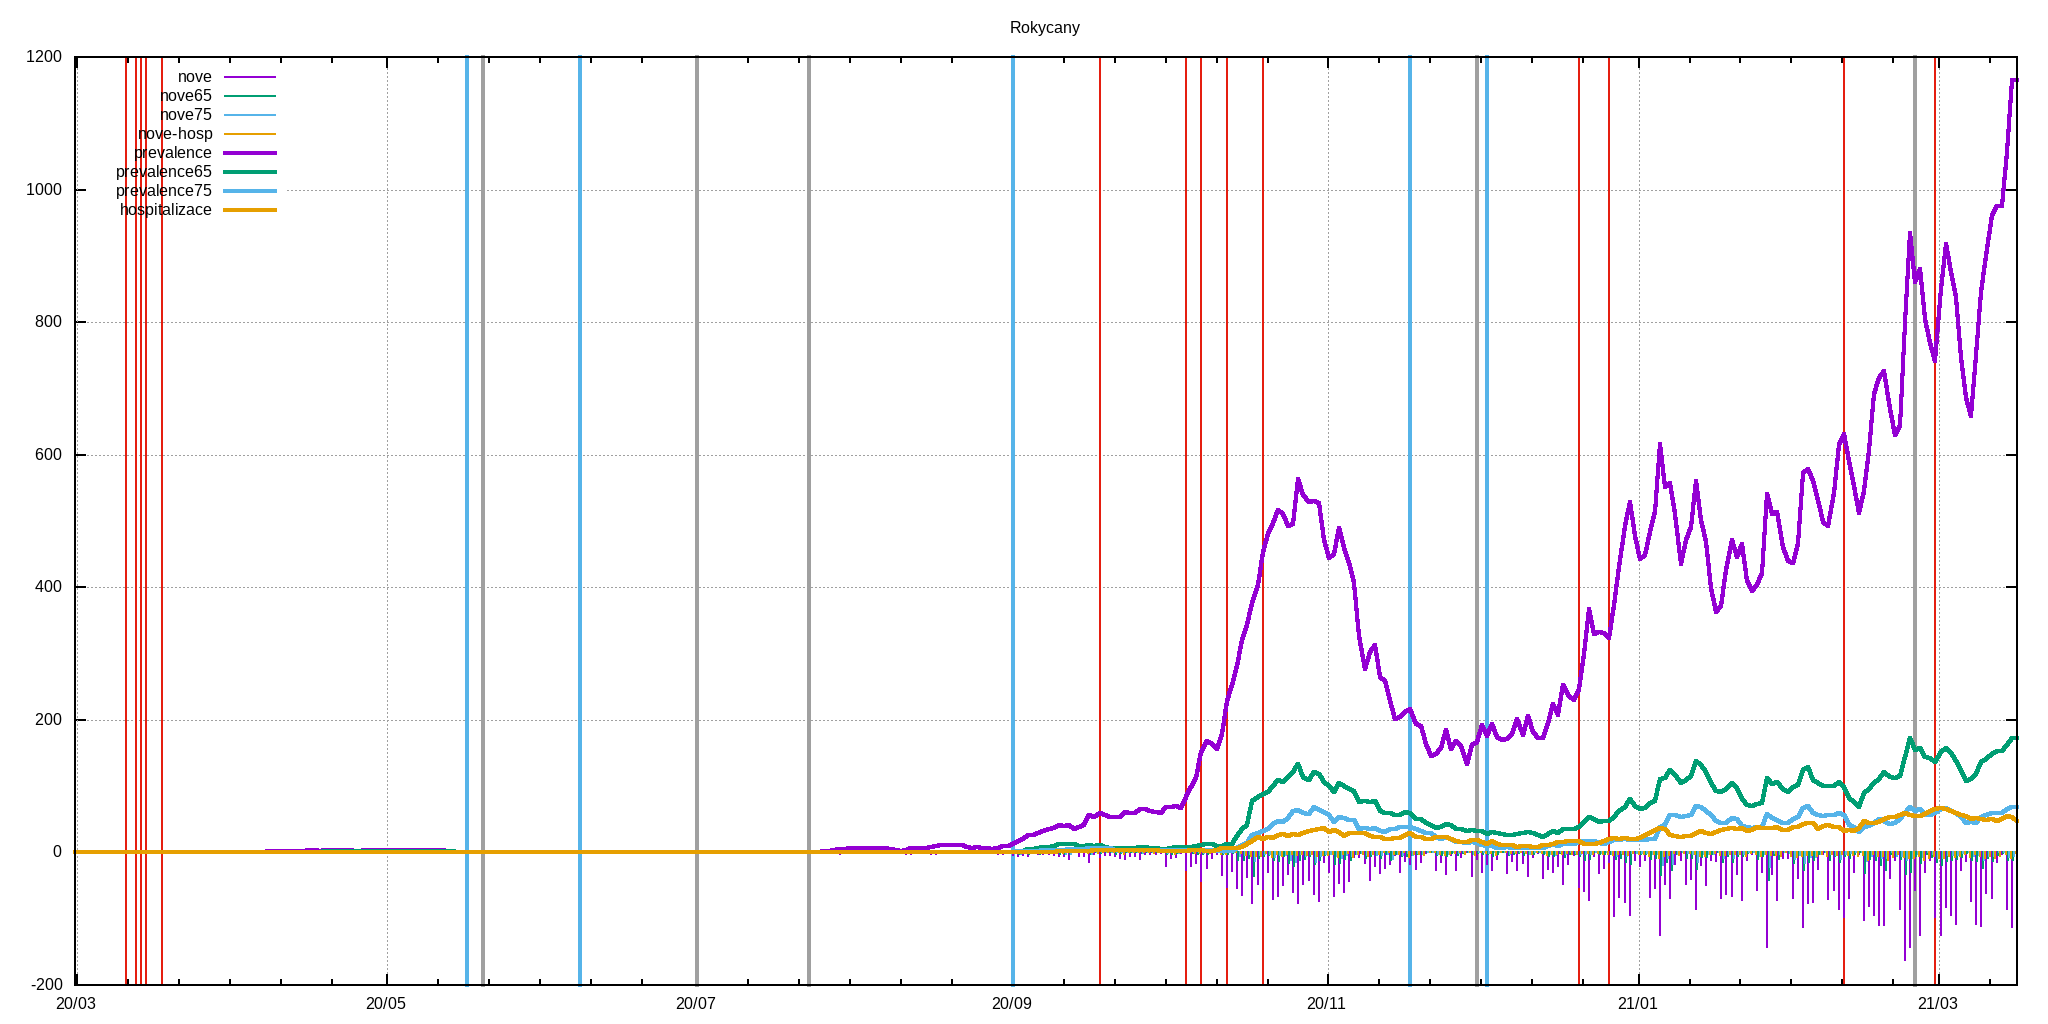 Rokycany
1200
1000
800
600
400
200
0
-200
nove
nove65
nove75
nove-hosp
prevalence
prevalence65
prevalence75
hospitalizace
20/03 20/05 20/07 20/09 20/11 21/01 21/03